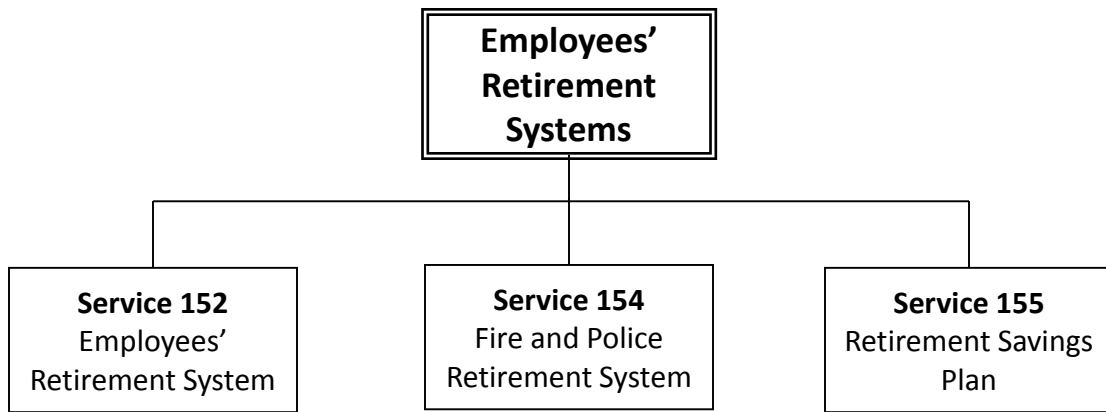 Employees’
Retirement
Systems
Service 152
Employees’
Retirement System
Service 154
Fire and Police
Retirement System
Service 155
Retirement Savings
Plan